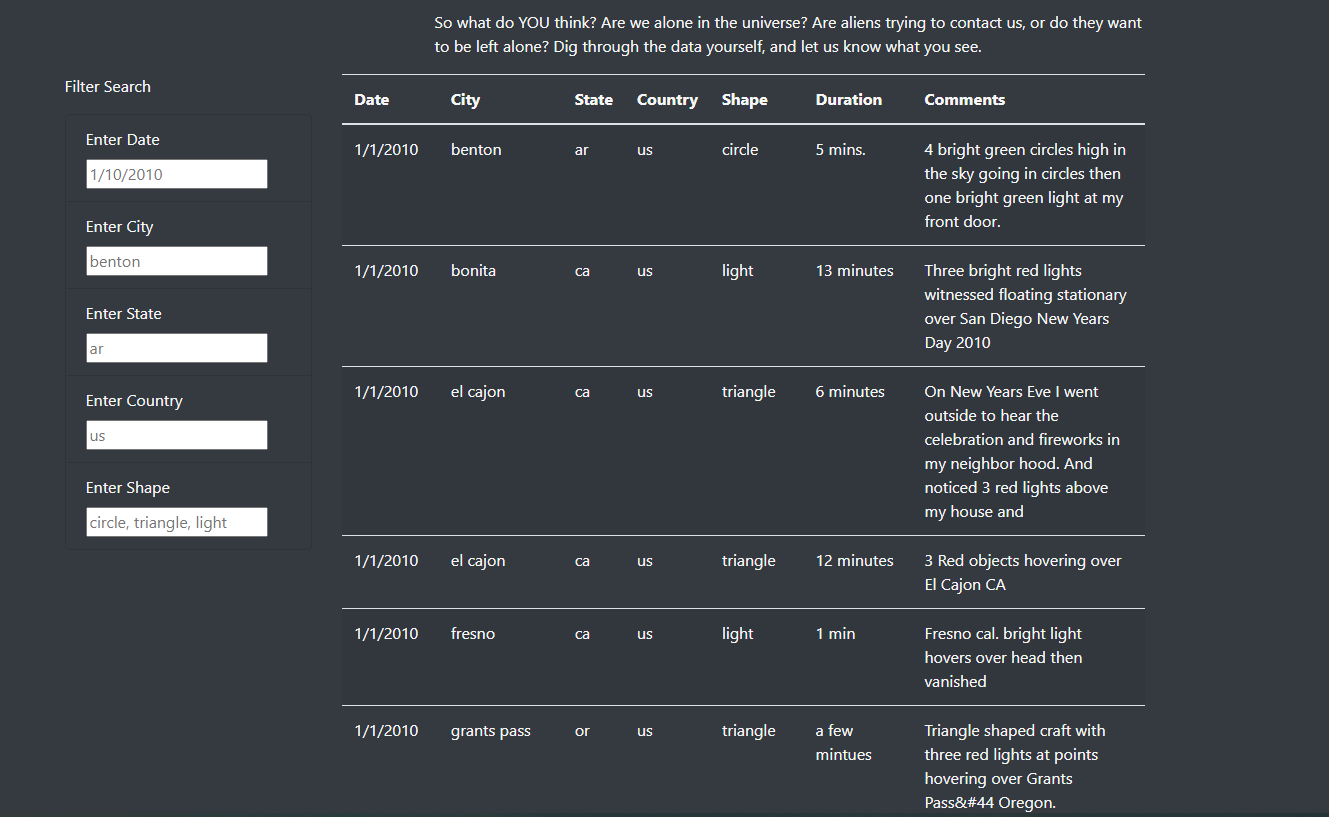 So what do YOU think? Are we alone in the universe? Are aliens trying to contact us, or do they want
to be left alone? Dig through the data yourself, and let us know what you see.
Filter Search
Enter Date
1/10/2010
Enter City
benton
Enter State
ar
Enter Country
us
Enter Shape
circle, triangle, light
Date City State Country Shape Duration Comments
1/1/2010 benton ar us circle 5 mins. 4 bright green circles high in
the sky going in circles then
one bright green light at my
front door.
1/1/2010 bonita ca us light 13 minutes Three bright red lights
witnessed floating stationary
over San Diego New Years
Day 2010
1/1/2010 el cajon ca us triangle 6 minutes On New Years Eve I went
outside to hear the
celebration and fireworks in
my neighbor hood. And
noticed 3 red lights above
my house and
1/1/2010 el cajon ca us triangle 12 minutes 3 Red objects hovering over
El Cajon CA
1/1/2010 fresno ca us light 1 min Fresno cal. bright light
hovers over head then
vanished
1/1/2010 grants pass or us triangle a few Triangle shaped craft with
mintues three red lights at points
hovering over Grants
Pass&#44 Oregon.